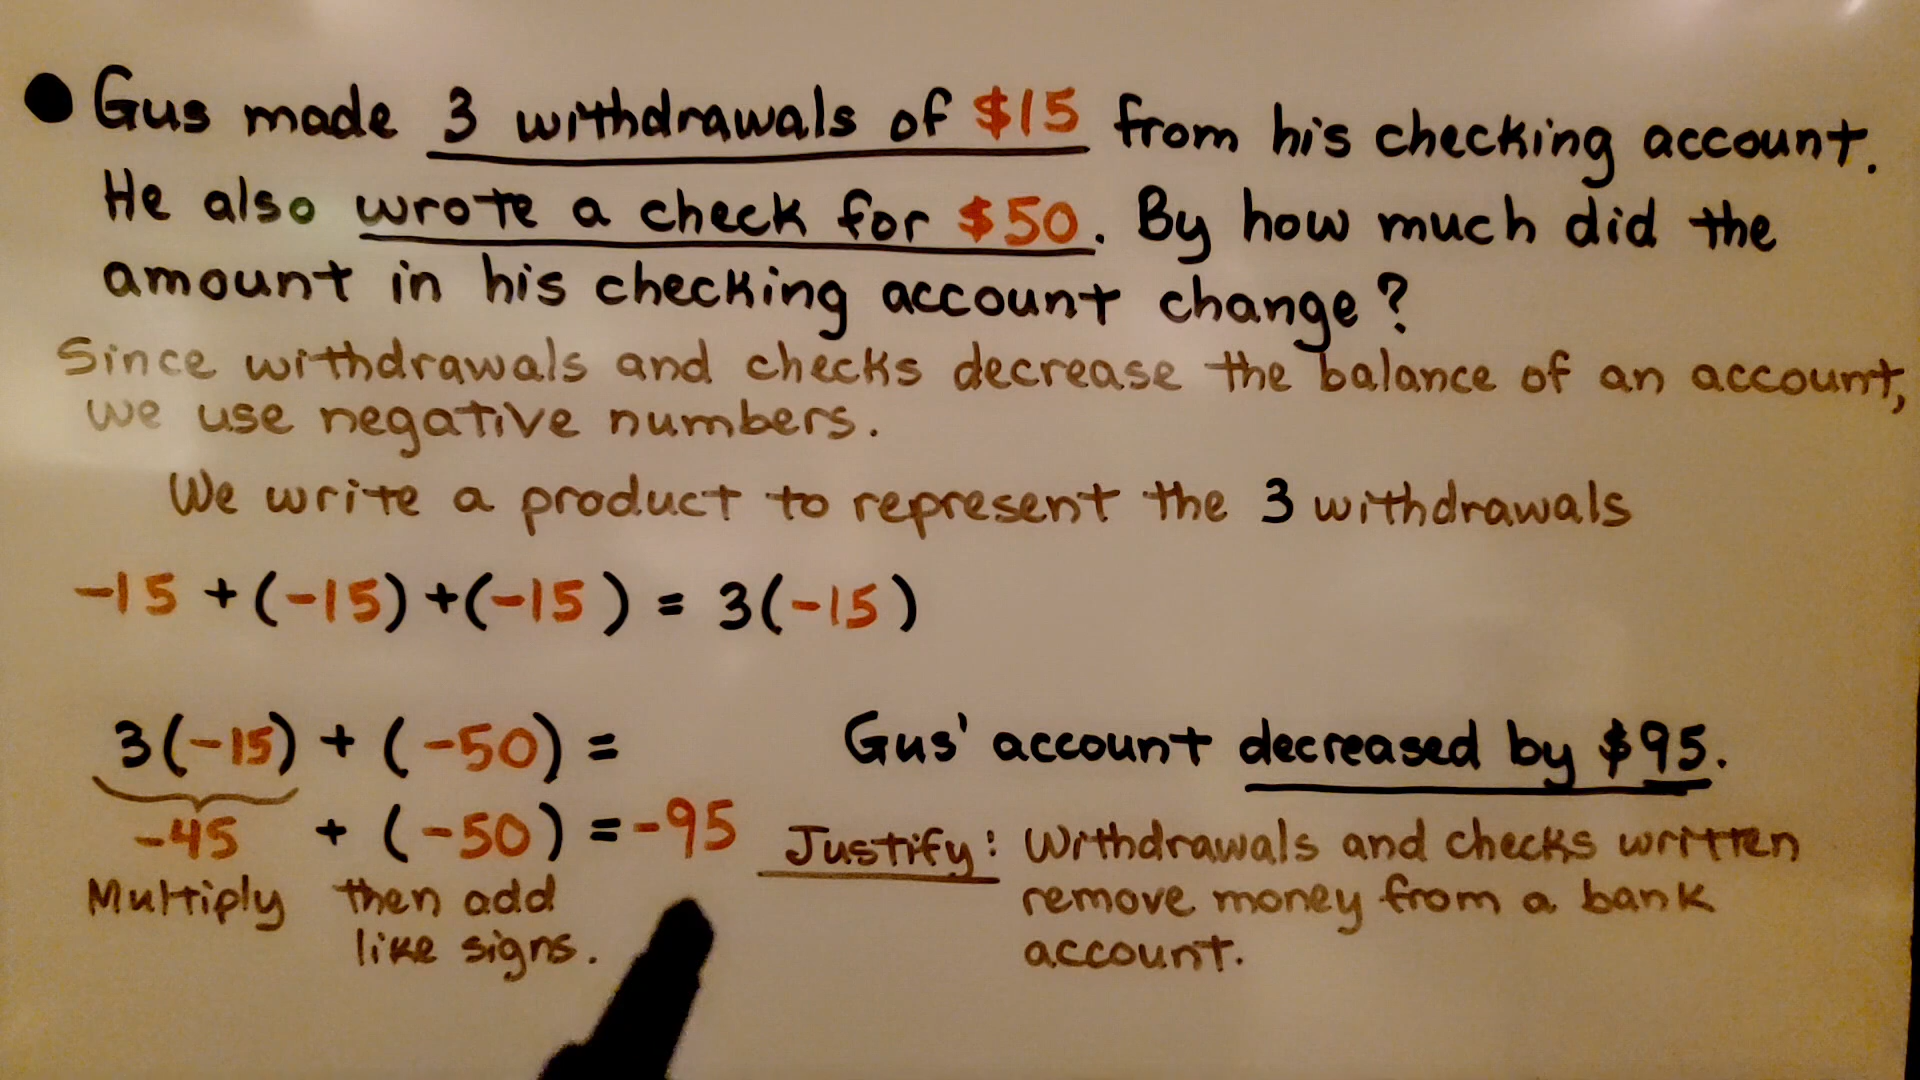 Gus made 3 withdrawals of $15 from his checking account.
He also wrote a check for $50. By how much did the
amount in his checking account change?
Since withdrawals and checks decrease the balance of an account,
we use negative numbers.
We write a product to represent the 3 withdrawals
-15 + (-15) + (-15) = 3(-15)
3(-15) + (-50) =
-45 + (-50) = -95
Multiply then add
like signs.
Gus' account decreased by $95.
Justify: Withdrawals and checks written
remove money from a bank
account.